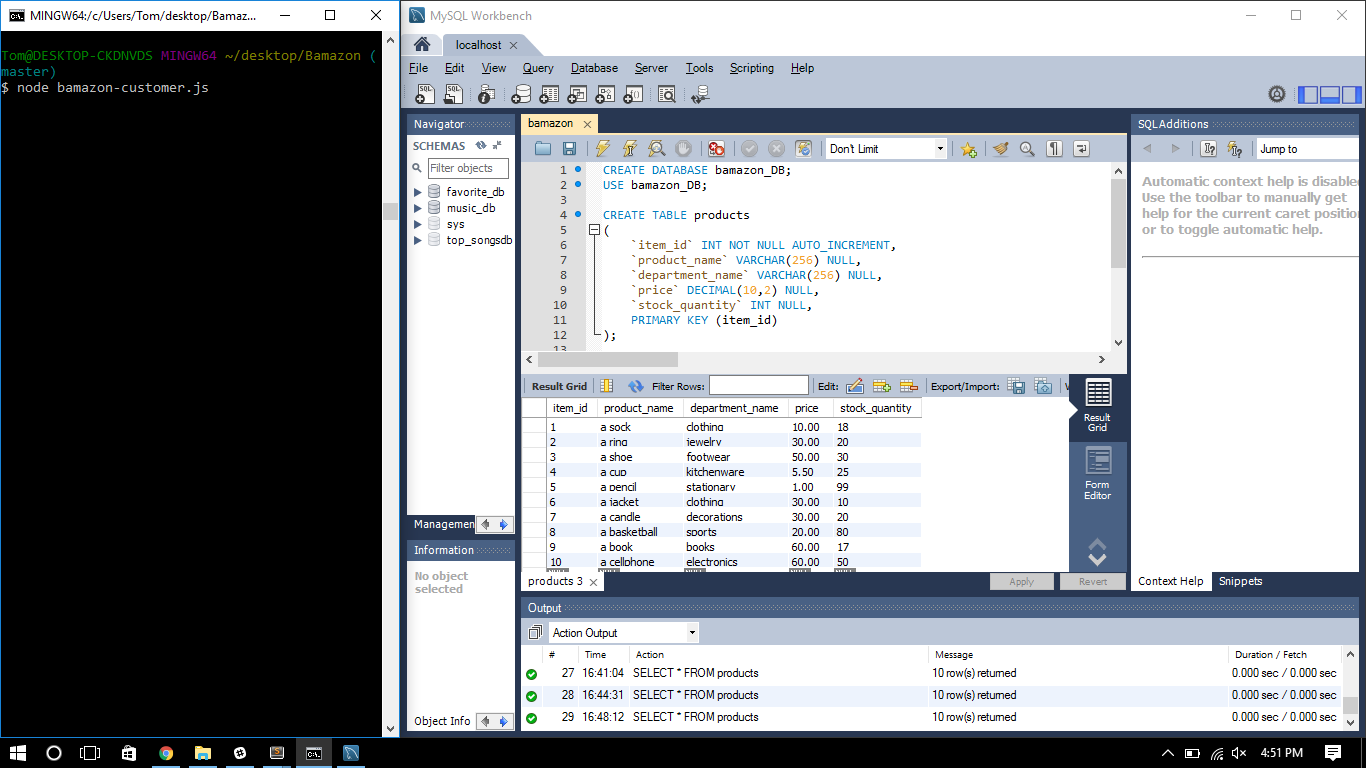 MINGW64:/c/Users/Tom/desktop/Bamaz...
Tom@DESKTOP-CKDNVDS MINGW64 ~/desktop/Bamazon (
master)
$ node bamazon-customer.js
MySQL Workbench
localhost
File Edit View Query Database Server Tools Scripting Help
Navigator
SCHEMAS
Filter objects
favorite_db
music_db
sys
top_songsdb
Managemen
Information
No object
selected
Object Info
bamazon
Don't Limit
1 CREATE DATABASE bamazon_DB;
2 USE bamazon_DB;
3
4 CREATE TABLE products
5 (
6 `item_id` INT NOT NULL AUTO_INCREMENT,
7 `product_name` VARCHAR(256) NULL,
8 `department_name` VARCHAR(256) NULL,
9 `price` DECIMAL(10,2) NULL,
10 `stock_quantity` INT NULL,
11 PRIMARY KEY (item_id)
12 );
13
Result Grid Filter Rows: Edit: Export/Import:
item_id product_name department_name price stock_quantity
1 a sock clothing 10.00 18
2 a ring jewelry 30.00 20
3 a shoe footwear 50.00 30
4 a cup kitchenware 5.50 25
5 a pencil stationary 1.00 99
6 a jacket clothing 30.00 10
7 a candle decorations 30.00 20
8 a basketball sports 20.00 80
9 a book books 60.00 17
10 a cellphone electronics 60.00 50
Result
Grid
Form
Editor
products 3
Apply Revert
SQLAdditions
Jump to
Automatic context help is disable
Use the toolbar to manually get
help for the current caret position
or to toggle automatic help.
Context Help Snippets
Output
Action Output
# Time Action Message Duration / Fetch
27 16:41:04 SELECT * FROM products 10 row(s) returned 0.000 sec / 0.000 sec
28 16:44:31 SELECT * FROM products 10 row(s) returned 0.000 sec / 0.000 sec
29 16:48:12 SELECT * FROM products 10 row(s) returned 0.000 sec / 0.000 sec
4:51 PM